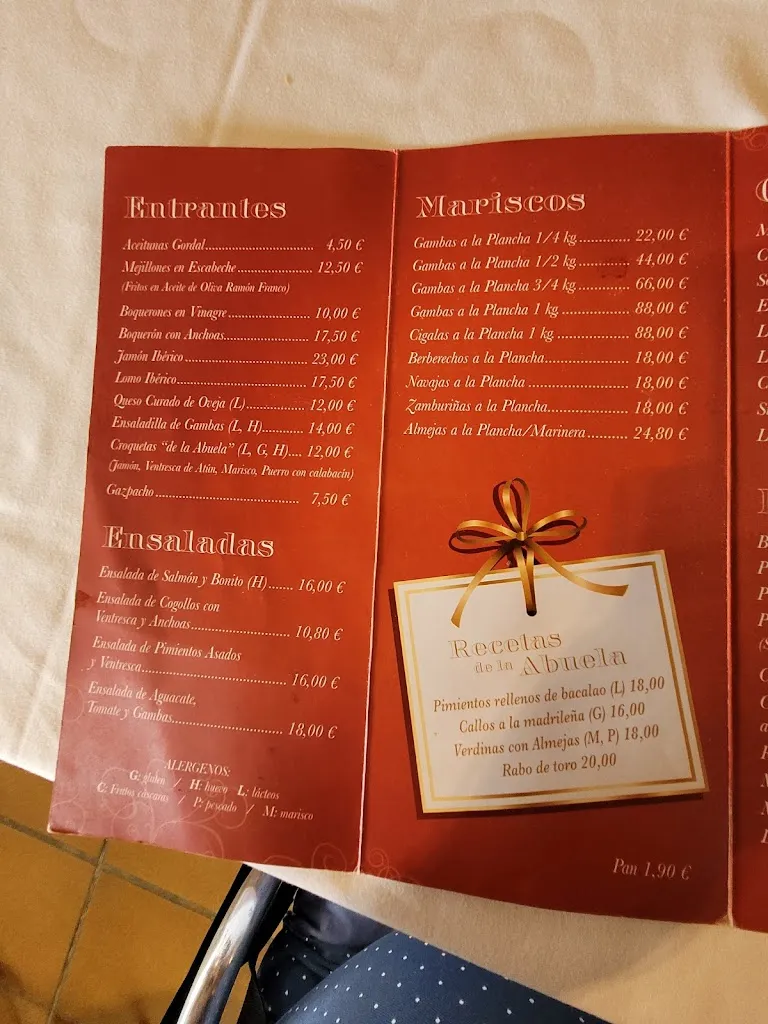 Entrantes
Aceitunas Gordal........ 4,50 €
Mejillones en Escabeche........ 12,50 €
(Fritos en Aceite de Oliva Ramón Franco)
Boquerones en Vinagre........ 10,00 €
Boquerón con Anchoas........ 17,50 €
Jamón Ibérico........ 23,00 €
Lomo Ibérico........ 17,50 €
Queso Curado de Oveja (L)........ 12,00 €
Ensaladilla de Gambas (L, H)........ 14,00 €
Croquetas “de la Abuela” (L, G, H).... 12,00 €
(Jamón, Ventresca de Atún, Marisco, Puerro con calabacín)
Gazpacho........ 7,50 €
Ensaladas
Ensalada de Salmón y Bonito (H)....... 16,00 €
Ensalada de Cogollos con
Ventresca y Anchoas........ 10,80 €
Ensalada de Pimientos Asados
y Ventresca........ 16,00 €
Ensalada de Aguacate,
Tomate y Gambas........ 18,00 €
ALERGENOS:
G: gluten / H: huevo L: lácteos
C: Frutos cáscaras / P: pescado / M: marisco
Mariscos
Gambas a la Plancha 1/4 kg........ 22,00 €
Gambas a la Plancha 1/2 kg........ 44,00 €
Gambas a la Plancha 3/4 kg........ 66,00 €
Gambas a la Plancha 1 kg........ 88,00 €
Cigalas a la Plancha 1 kg........ 88,00 €
Berberechos a la Plancha........ 18,00 €
Navajas a la Plancha........ 18,00 €
Zamburiñas a la Plancha........ 18,00 €
Almejas a la Plancha/Marinera........ 24,80 €
Recetas
de la Abuela
Pimientos rellenos de bacalao (L) 18,00
Callos a la madrileña (G) 16,00
Verdinas con Almejas (M, P) 18,00
Rabo de toro 20,00
Pan 1,90 €